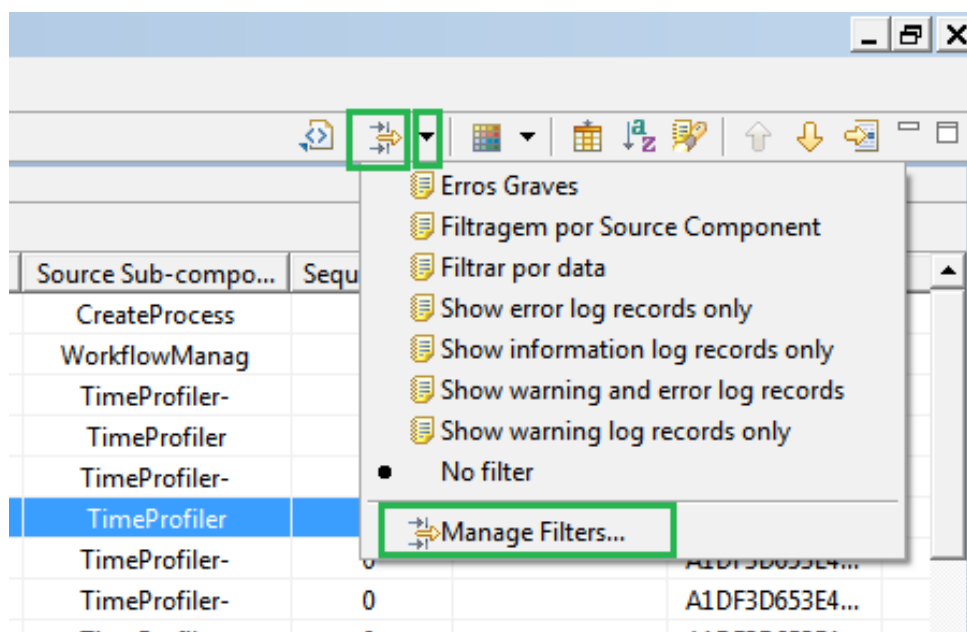 Erros Graves
Filtragem por Source Component
Filtrar por data
Show error log records only
Show information log records only
Show warning and error log records
Show warning log records only
No filter
Manage Filters...
Source Sub-compo... Sequ
CreateProcess
WorkflowManag
TimeProfiler-
TimeProfiler
TimeProfiler-
TimeProfiler
TimeProfiler- 0
TimeProfiler- 0 A1DF3D653E4...